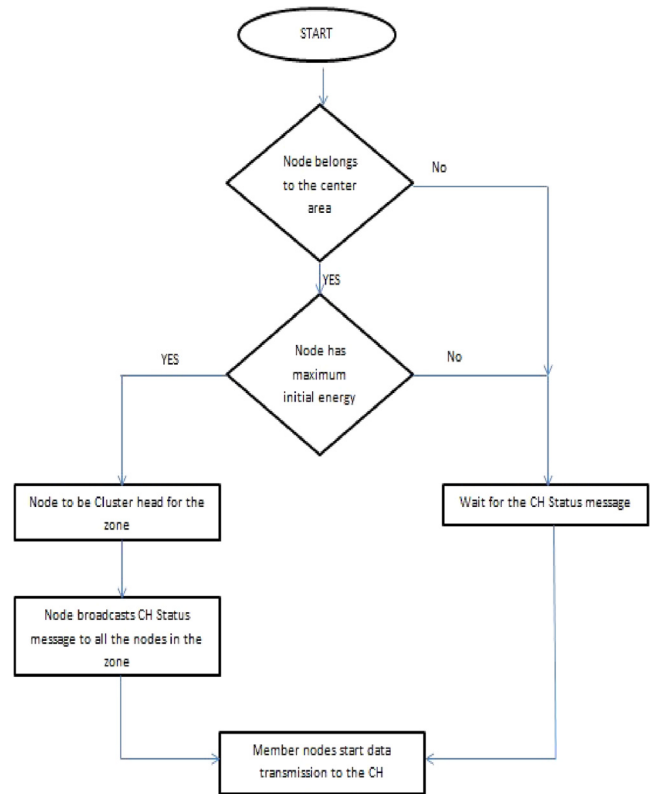 START
Node belongs
to the center
area
No
YES
Node has
maximum
initial energy
YES
No
Node to be Cluster head for the
zone
Wait for the CH Status message
Node broadcasts CH Status
message to all the nodes in the
zone
Member nodes start data
transmission to the CH